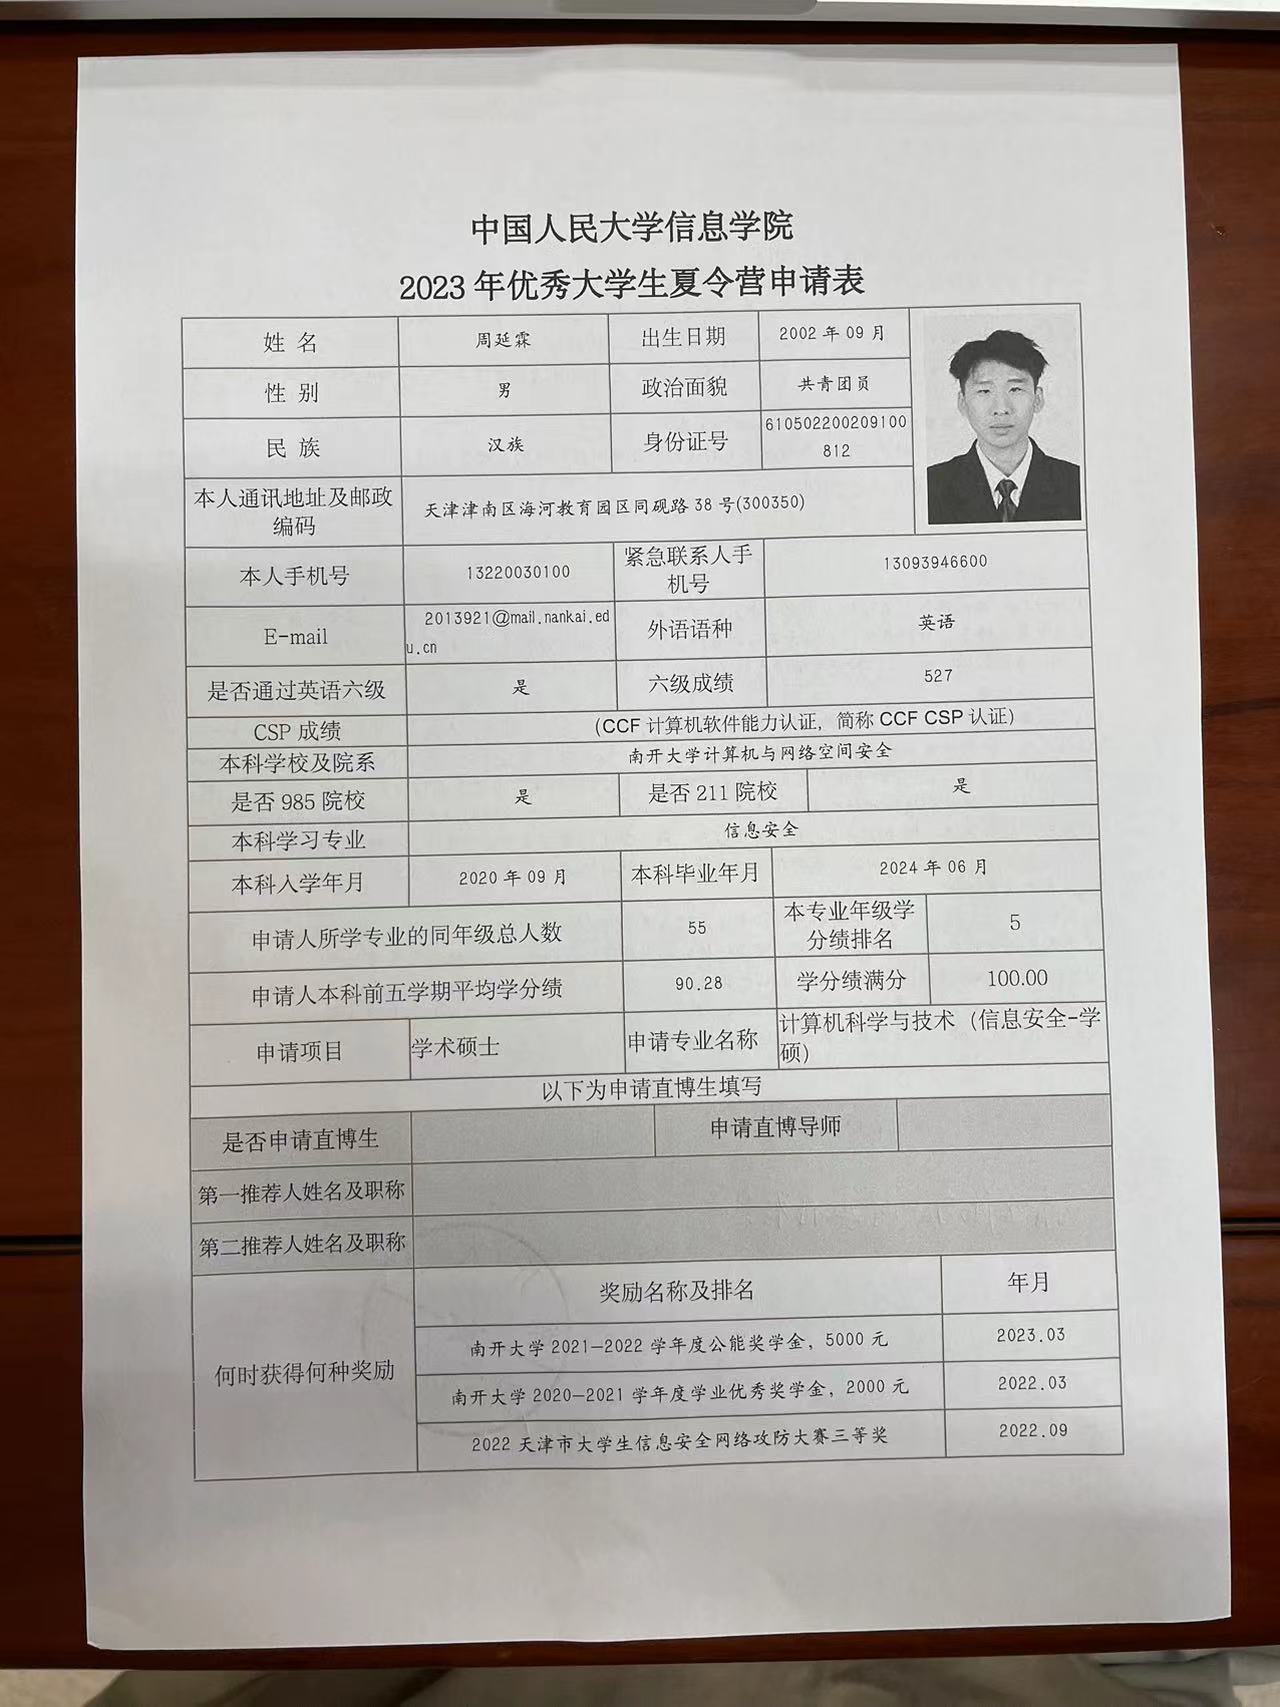 中国人民大学信息学院
2023 年优秀大学生夏令营申请表
姓 名 周延霖 出生日期 2002 年 09 月
性 别 男 政治面貌 共青团员
民 族 汉族 身份证号 610502200209100
812
本人通讯地址及邮政
编码 天津津南区海河教育园区同砚路 38 号(300350)
本人手机号 13220030100 紧急联系人手
机号 13093946600
E-mail 2013921@mail.nankai.ed
u.cn 外语语种 英语
是否通过英语六级 是 六级成绩 527
CSP 成绩 (CCF 计算机软件能力认证，简称 CCF CSP 认证)
本科学校及院系 南开大学计算机与网络空间安全
是否 985 院校 是 是否 211 院校 是
本科学习专业 信息安全
本科入学年月 2020 年 09 月 本科毕业年月 2024 年 06 月
申请人所学专业的同年级总人数 55 本专业年级学
分绩排名 5
申请人本科前五学期平均学分绩 90.28 学分绩满分 100.00
申请项目 学术硕士 申请专业名称 计算机科学与技术（信息安全-学
硕）
以下为申请直博生填写
是否申请直博生 申请直博导师
第一推荐人姓名及职称
第二推荐人姓名及职称
何时获得何种奖励 奖励名称及排名 年月
南开大学 2021—2022 学年度公能奖学金，5000 元 2023.03
南开大学 2020—2021 学年度学业优秀奖学金，2000 元 2022.03
2022 天津市大学生信息安全网络攻防大赛三等奖 2022.09